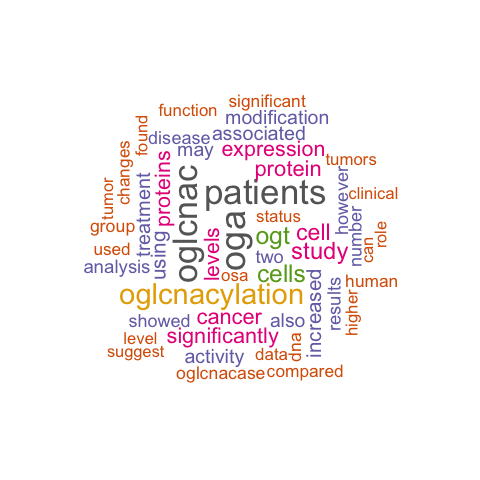 significant
function
modification
found
disease
associated
may
expression
changes
proteins
protein
tumors
oglcnac
patients
however
clinical
tumor
treatment
group
using
levels
oga
status
ogt
cell
number
role
used
two
study
can
analysis
osa
cells
human
oglcnacylation
increased
results
higher
showed
cancer
also
level
significantly
suggest
activity
data
dna
oglcnacase
compared